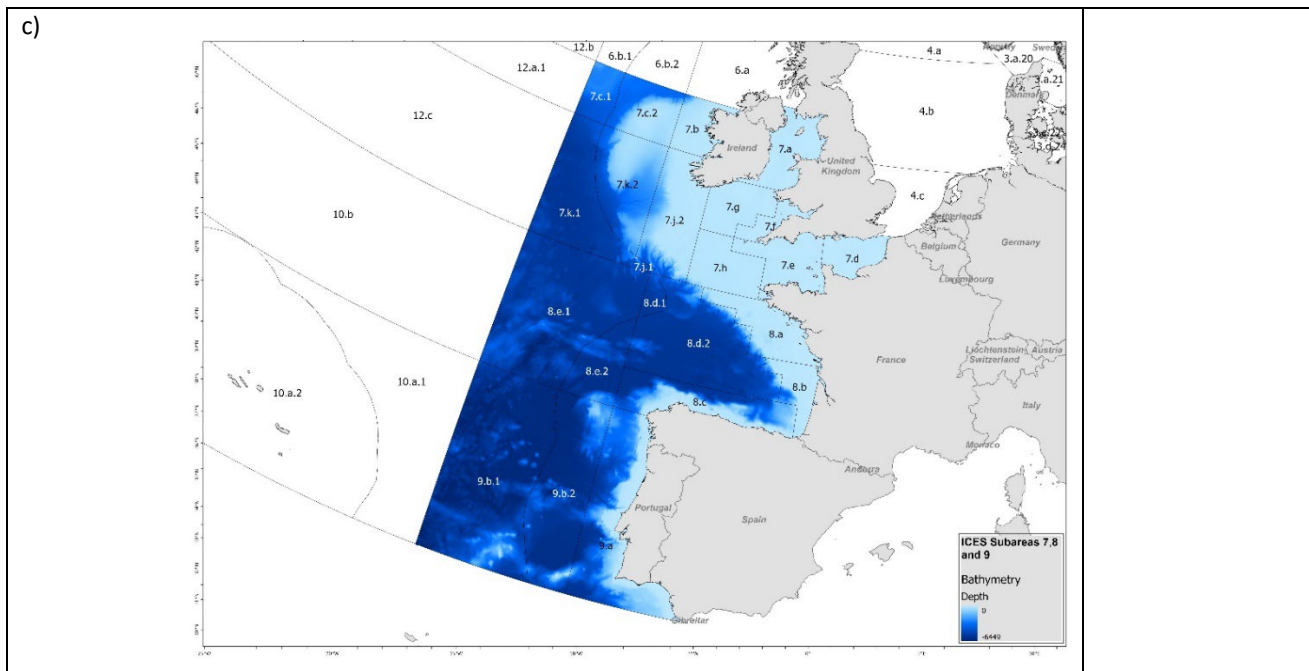 c)
12.b
6.b.1
6.b.2
4.a
Norway
Sweden
3.a.20
12.a.1
6.a
3.a.21
Denmark
7.c.1
12.c
7.c.2
4.b
7.b
7.a
Ireland
United
Kingdom
7.k.2
4.c
7.g
10.b
7.k.1
7.j.2
7.f
Netherlands
Germany
Belgium
7.j.1
7.h
7.e
7.d
Luxembourg
8.d.1
8.e.1
8.a
8.d.2
France
Liechtenstein
Austria
Switzerland
8.e.2
10.a.1
8.b
10.a.2
8.c
Italy
Monaco
Andorra
9.b.1
9.b.2
Portugal
Spain
9.a
Gibraltar
ICES Subareas 7,8
and 9
Bathymetry
Depth
0
-6449